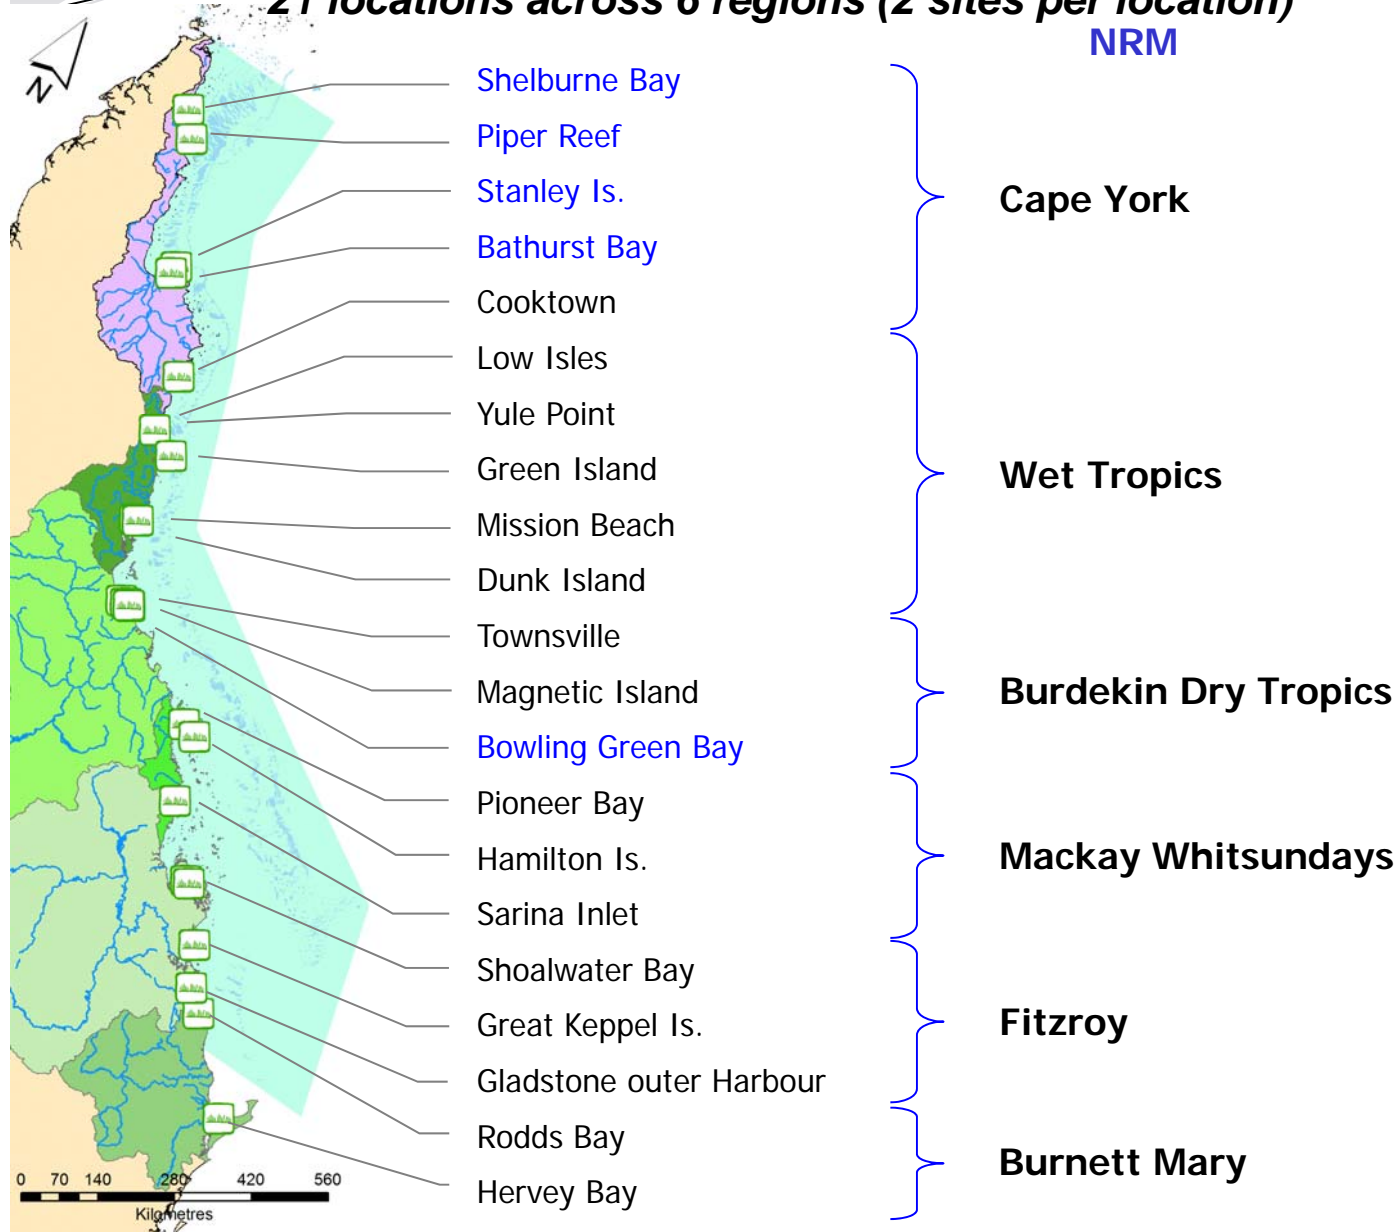 21 locations across 6 regions (2 sites per location)
NRM
N
Shelburne Bay
Piper Reef
Stanley Is.
Bathurst Bay
Cooktown
Cape York
Low Isles
Yule Point
Green Island
Mission Beach
Dunk Island
Wet Tropics
Townsville
Magnetic Island
Bowling Green Bay
Burdekin Dry Tropics
Pioneer Bay
Hamilton Is.
Sarina Inlet
Mackay Whitsundays
Shoalwater Bay
Great Keppel Is.
Gladstone outer Harbour
Fitzroy
Rodds Bay
Hervey Bay
Burnett Mary
0 70 140 280 420 560
Kilometres